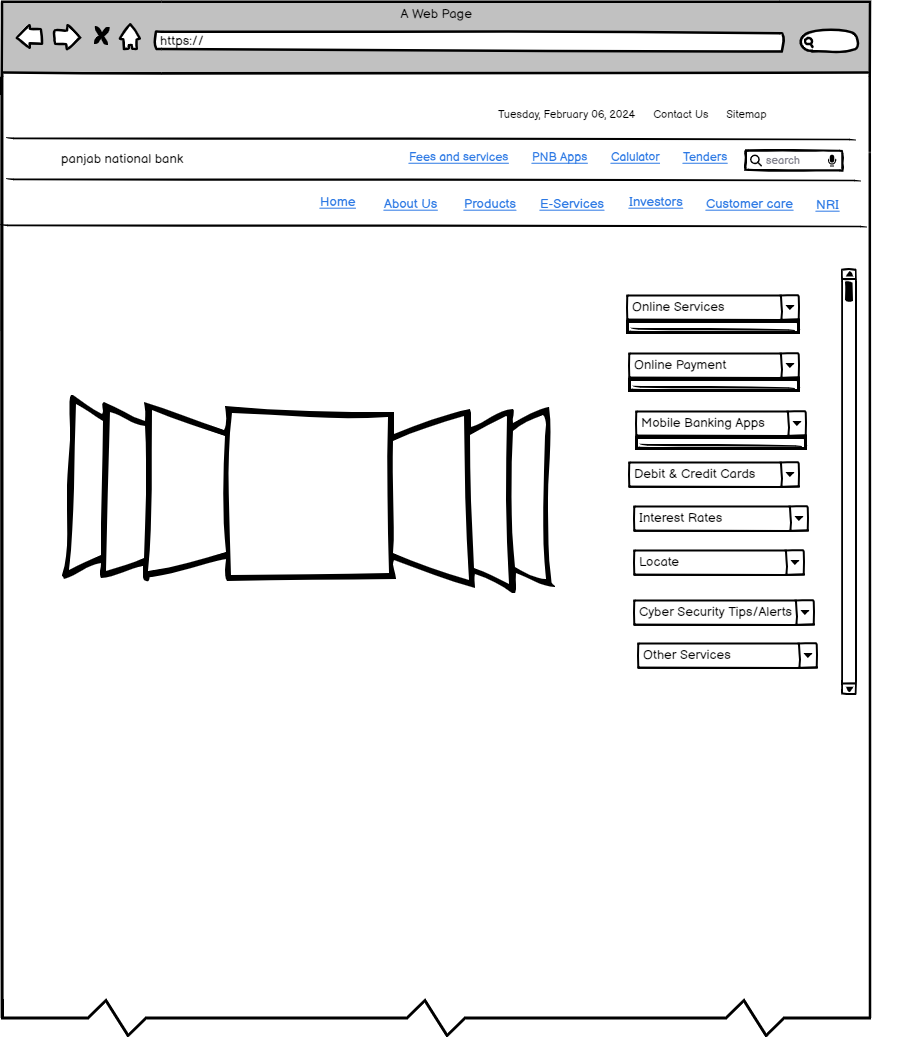 A Web Page
https://
Tuesday, February 06, 2024 Contact Us Sitemap
panjab national bank Fees and services PNB Apps Calulator Tenders search
Home About Us Products E-Services Investors Customer care NRI
Online Services
Online Payment
Mobile Banking Apps
Debit & Credit Cards
Interest Rates
Locate
Cyber Security Tips/Alerts
Other Services